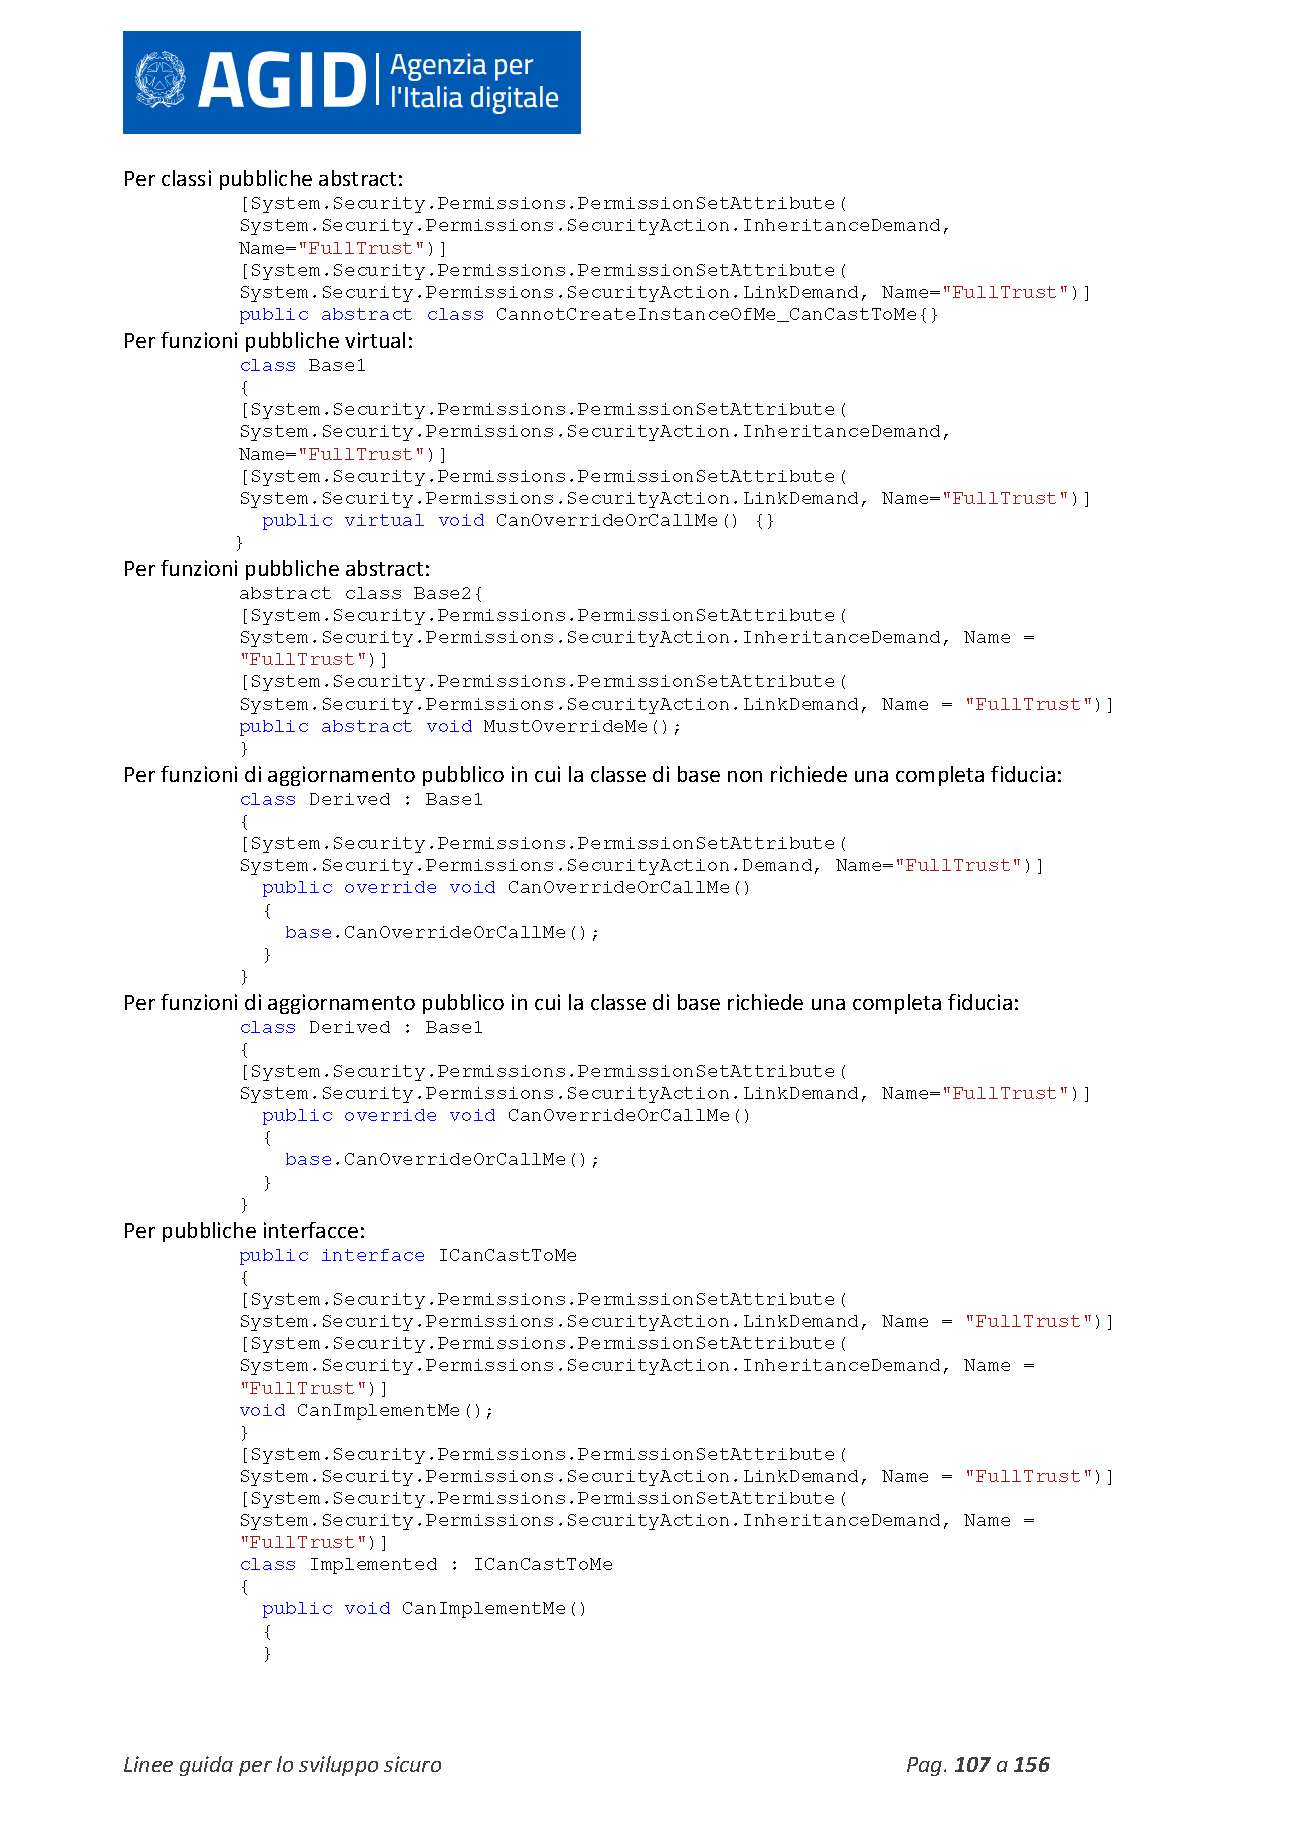 AGID Agenzia per
l'Italia digitale
Per classi pubbliche abstract:
[System.Security.Permissions.PermissionSetAttribute(
System.Security.Permissions.SecurityAction.InheritanceDemand,
Name="FullTrust")]
[System.Security.Permissions.PermissionSetAttribute(
System.Security.Permissions.SecurityAction.LinkDemand, Name="FullTrust")]
public abstract class CannotCreateInstanceOfMe_CanCastToMe{}
Per funzioni pubbliche virtual:
class Base1
{
[System.Security.Permissions.PermissionSetAttribute(
System.Security.Permissions.SecurityAction.InheritanceDemand,
Name="FullTrust")]
[System.Security.Permissions.PermissionSetAttribute(
System.Security.Permissions.SecurityAction.LinkDemand, Name="FullTrust")]
public virtual void CanOverrideOrCallMe() {}
}
Per funzioni pubbliche abstract:
abstract class Base2{
[System.Security.Permissions.PermissionSetAttribute(
System.Security.Permissions.SecurityAction.InheritanceDemand, Name =
"FullTrust")]
[System.Security.Permissions.PermissionSetAttribute(
System.Security.Permissions.SecurityAction.LinkDemand, Name = "FullTrust")]
public abstract void MustOverrideMe();
}
Per funzioni di aggiornamento pubblico in cui la classe di base non richiede una completa fiducia:
class Derived : Base1
{
[System.Security.Permissions.PermissionSetAttribute(
System.Security.Permissions.SecurityAction.Demand, Name="FullTrust")]
public override void CanOverrideOrCallMe()
{
base.CanOverrideOrCallMe();
}
}
Per funzioni di aggiornamento pubblico in cui la classe di base richiede una completa fiducia:
class Derived : Base1
{
[System.Security.Permissions.PermissionSetAttribute(
System.Security.Permissions.SecurityAction.LinkDemand, Name="FullTrust")]
public override void CanOverrideOrCallMe()
{
base.CanOverrideOrCallMe();
}
}
Per pubbliche interfacce:
public interface ICanCastToMe
{
[System.Security.Permissions.PermissionSetAttribute(
System.Security.Permissions.SecurityAction.LinkDemand, Name = "FullTrust")]
[System.Security.Permissions.PermissionSetAttribute(
System.Security.Permissions.SecurityAction.InheritanceDemand, Name =
"FullTrust")]
void CanImplementMe();
}
[System.Security.Permissions.PermissionSetAttribute(
System.Security.Permissions.SecurityAction.LinkDemand, Name = "FullTrust")]
[System.Security.Permissions.PermissionSetAttribute(
System.Security.Permissions.SecurityAction.InheritanceDemand, Name =
"FullTrust")]
class Implemented : ICanCastToMe
{
public void CanImplementMe()
{
}
Linee guida per lo sviluppo sicuro Pag. 107 a 156